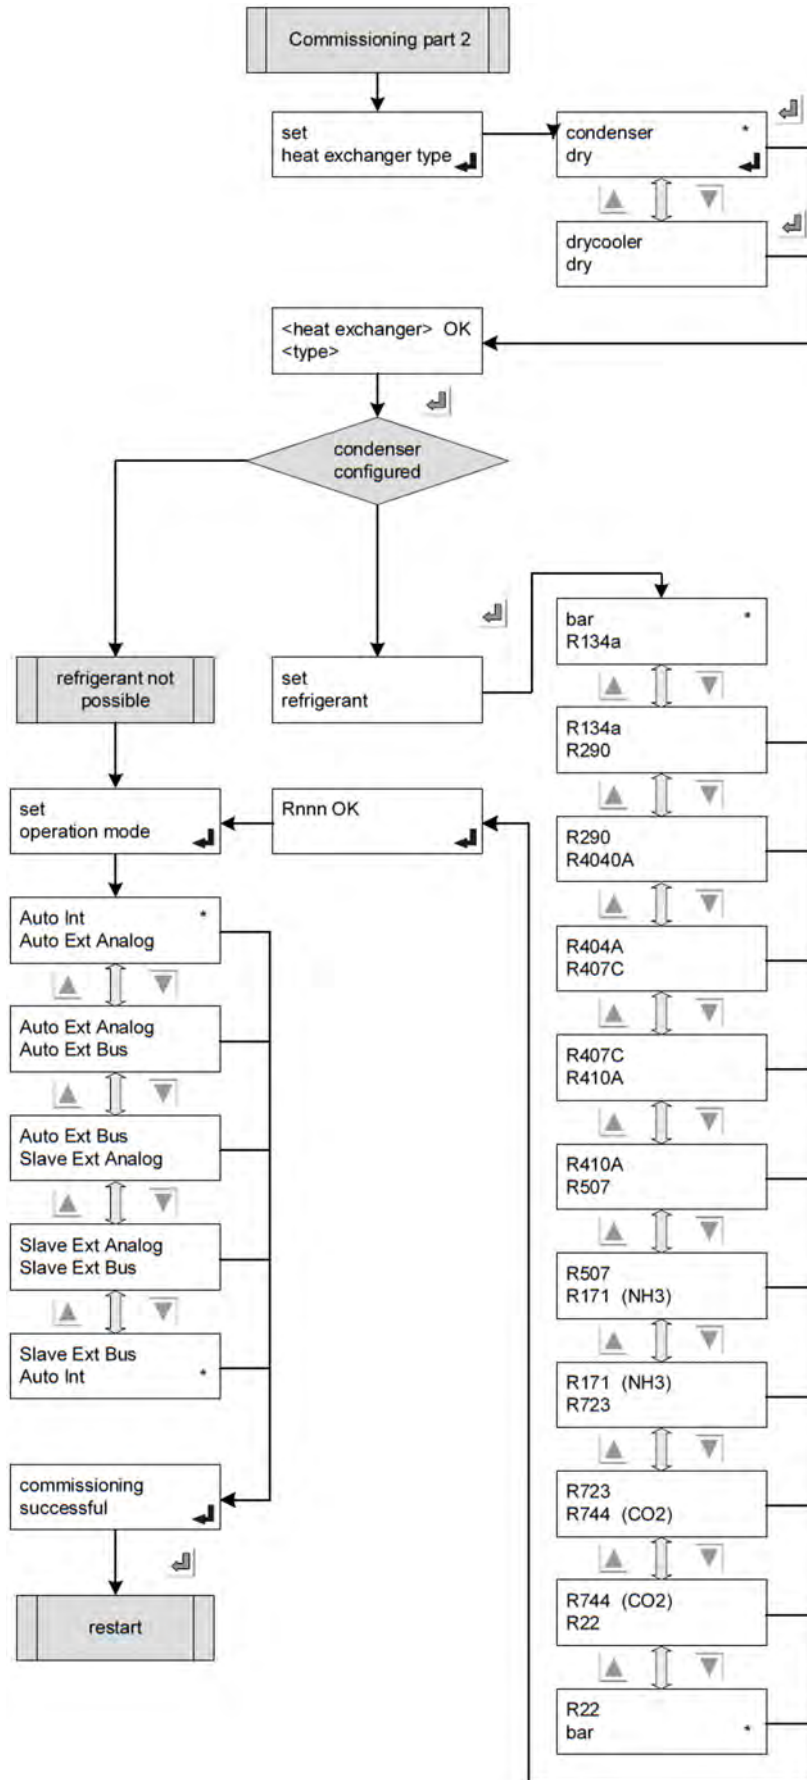 Commissioning part 2
set
heat exchanger type
condenser *
dry
drycooler
dry
<heat exchanger> OK
<type>
condenser
configured
refrigerant not
possible
set
refrigerant
bar *
R134a
R134a
R290
R290
R4040A
R404A
R407C
R407C
R410A
R410A
R507
R507
R171 (NH3)
R171 (NH3)
R723
R723
R744 (CO2)
R744 (CO2)
R22
R22
bar *
set
operation mode
Rnnn OK
Auto Int *
Auto Ext Analog
Auto Ext Analog
Auto Ext Bus
Auto Ext Bus
Slave Ext Analog
Slave Ext Analog
Slave Ext Bus
Slave Ext Bus
Auto Int *
commissioning
successful
restart